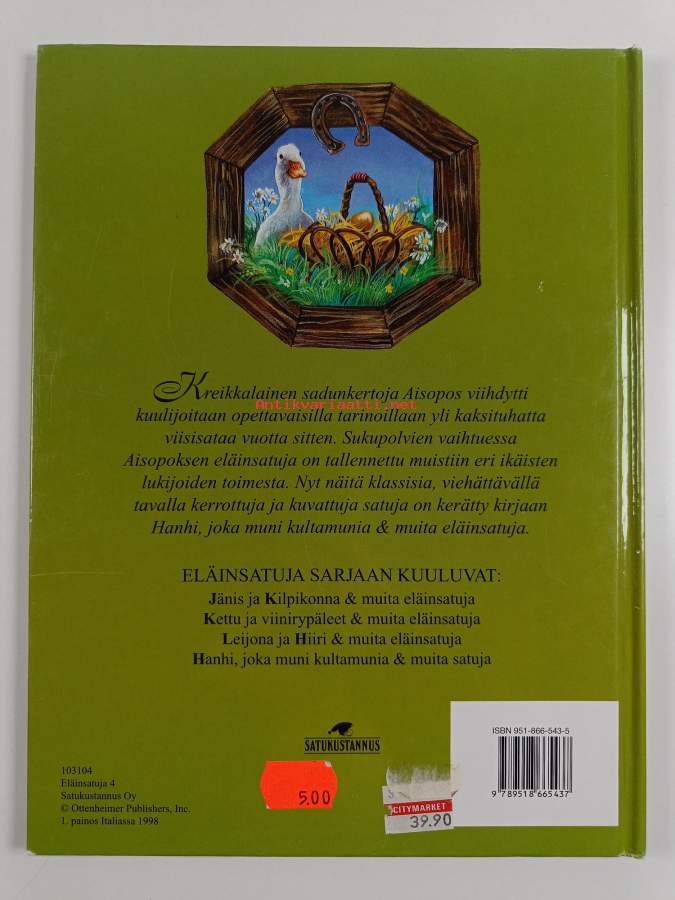 Kreikkalainen sadunkertoja Aisopos viihdytti
Antikvariaatti.net
kuulijoitaan opettavaisilla tarinoillaan yli kaksituhatta
viisisataa vuotta sitten. Sukupolvien vaihtuessa
Aisopoksen eläinsatuja on tallennettu muistiin eri ikäisten
lukijoiden toimesta. Nyt näitä klassisia, viehättävällä
tavalla kerrottuja ja kuvattuja satuja on kerätty kirjaan
Hanhi, joka muni kultamunia & muita eläinsatuja.
ELÄINSATUJA SARJAAN KUULUVAT:
Jänis ja Kilpikonna & muita eläinsatuja
Kettu ja viinirypäleet & muita eläinsatuja
Leijona ja Hiiri & muita eläinsatuja
Hanhi, joka muni kultamunia & muita satuja
SATUKUSTANNUS
ISBN 951-866-543-5
9 789518 665437
103104
Eläinsatuja 4
Satukustannus Oy
© Ottenheimer Publishers, Inc.
1. painos Italiassa 1998
5.00
CITYMARKET
39.90